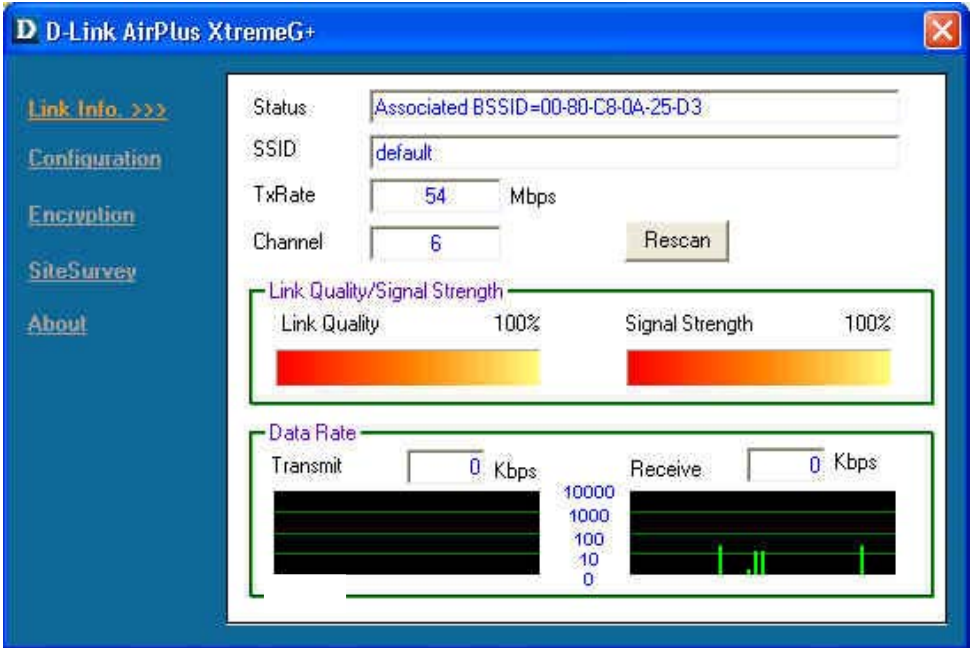 D D-Link AirPlus XtremeG+
Link Info. >>>
Configuration
Encryption
SiteSurvey
About
Status Associated BSSID=00-80-C8-0A-25-D3
SSID default
TxRate 54 Mbps
Channel 6 Rescan
Link Quality/Signal Strength
Link Quality 100% Signal Strength 100%
Data Rate
Transmit 0 Kbps Receive 0 Kbps
10000
1000
100
10
0